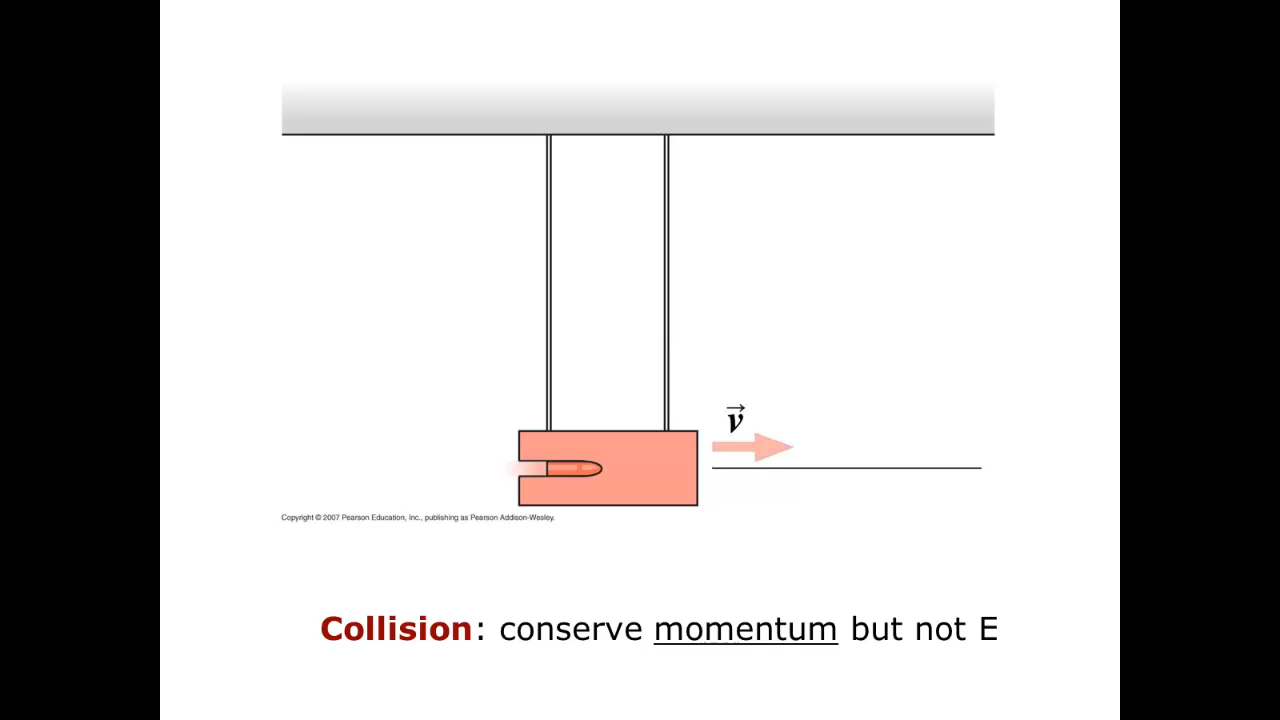 v
Copyright © 2007 Pearson Education, Inc., publishing as Pearson Addison-Wesley.
Collision: conserve momentum but not E